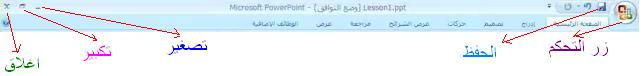 Microsoft PowerPoint - [وضع التوافق] Lesson1.ppt
الصفحة الرئيسية إدراج تصميم حركات عرض الشرائح مراجعة عرض الوظائف الإضافية
زر التحكم الحفظ تصغير تكبير اغلاق